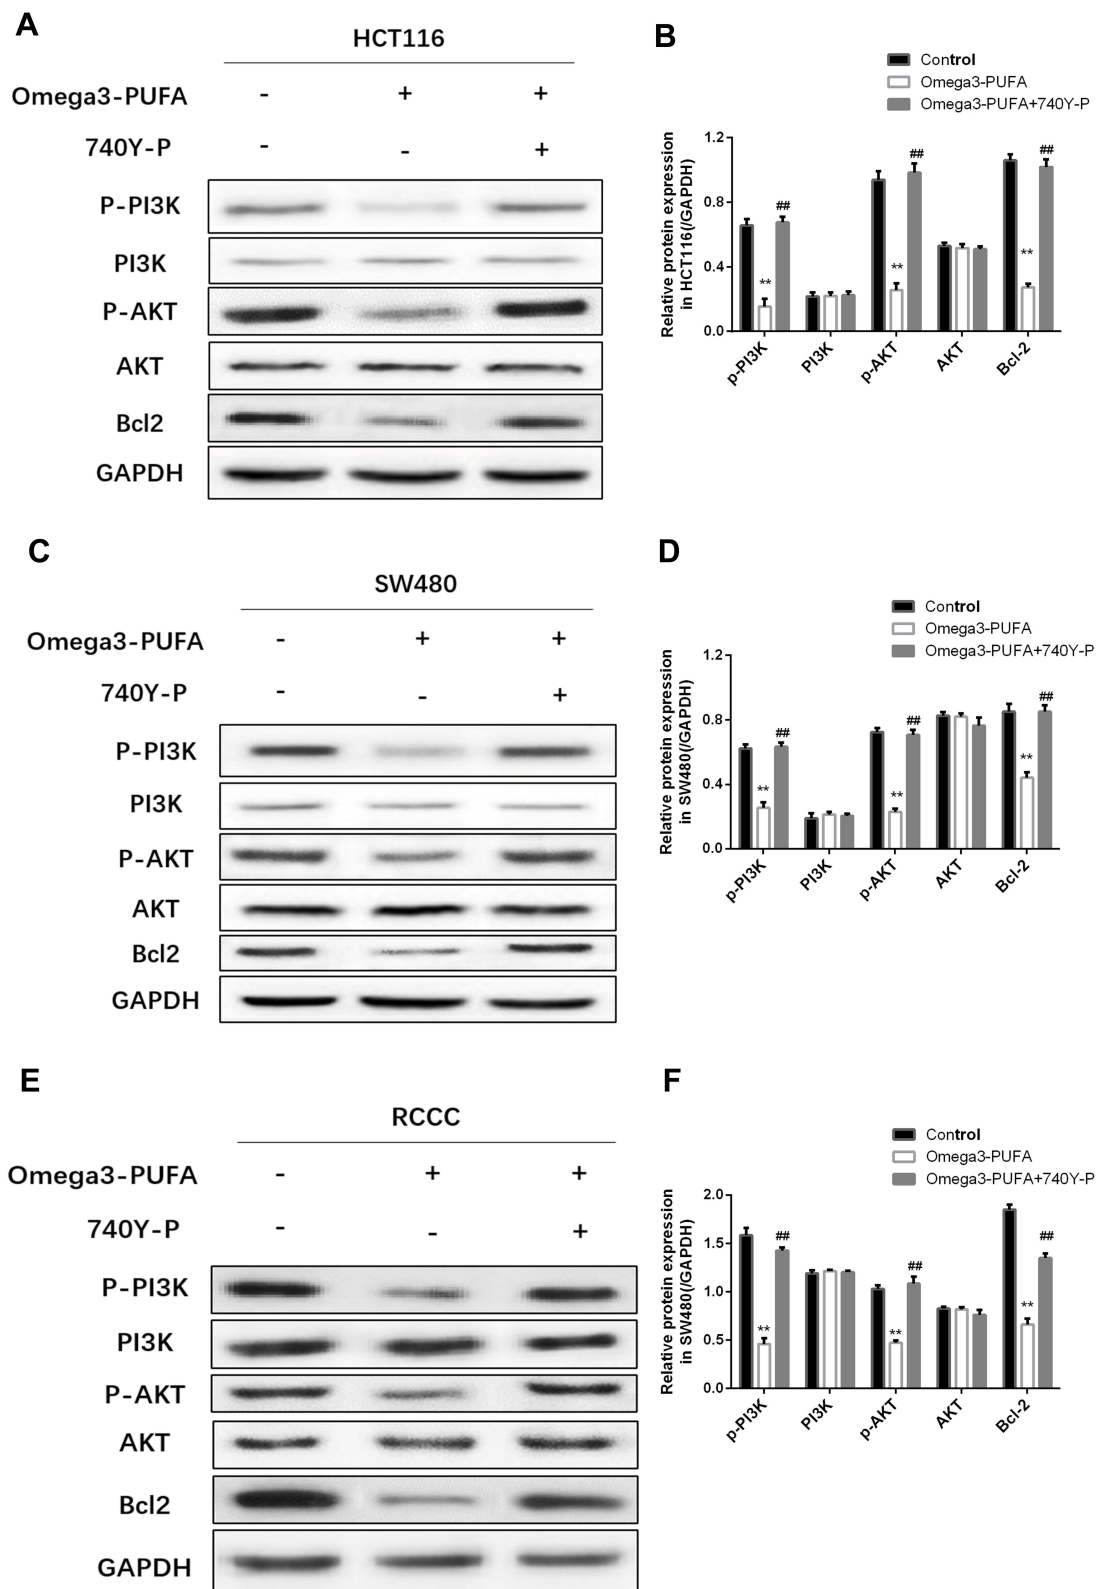 A
HCT116
Omega3-PUFA - + +
740Y-P - - +
P-PI3K
PI3K
P-AKT
AKT
Bcl2
GAPDH
B
Control
Omega3-PUFA
Omega3-PUFA+740Y-P
Relative protein expression
in HCT116(/GAPDH)
1.2
0.8
0.4
0.0
** ## ** ## ** ##
p-PI3K PI3K p-AKT AKT Bcl-2
C
SW480
Omega3-PUFA - + +
740Y-P - - +
P-PI3K
PI3K
P-AKT
AKT
Bcl2
GAPDH
D
Control
Omega3-PUFA
Omega3-PUFA+740Y-P
Relative protein expression
in SW480(/GAPDH)
1.2
0.8
0.4
0.0
** ## ** ## ** ##
p-PI3K PI3K p-AKT AKT Bcl-2
E
RCCC
Omega3-PUFA - + +
740Y-P - - +
P-PI3K
PI3K
P-AKT
AKT
Bcl2
GAPDH
F
Control
Omega3-PUFA
Omega3-PUFA+740Y-P
Relative protein expression
in SW480(/GAPDH)
2.0
1.5
1.0
0.5
0.0
** ## ** ## ** ##
p-PI3K PI3K p-AKT AKT Bcl-2